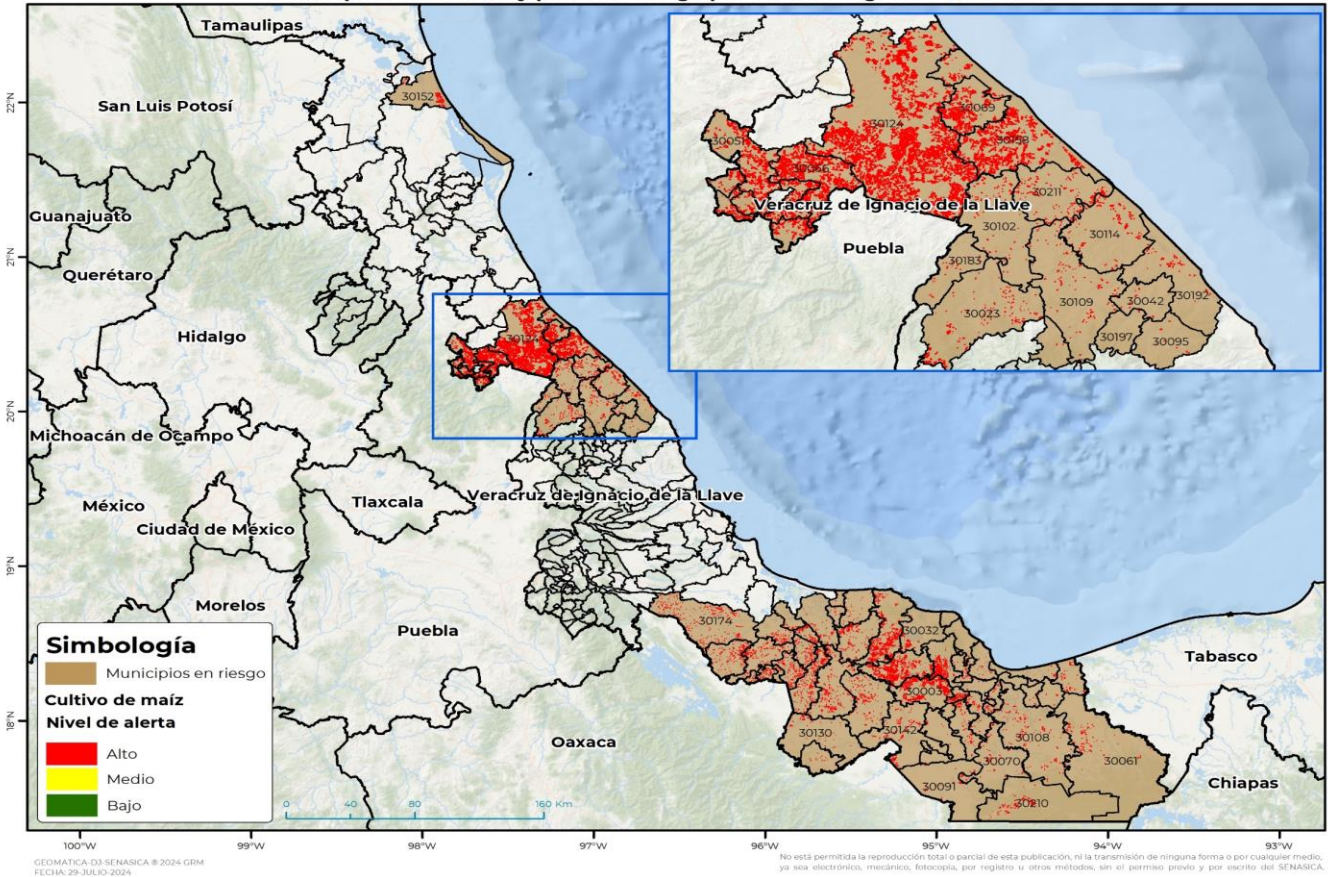 Tamaulipas
San Luis Potosí
Guanajuato
Querétaro
Hidalgo
Michoacán de Ocampo
México
Ciudad de México
Tlaxcala
Morelos
Puebla
Veracruz de Ignacio de la Llave
Oaxaca
Tabasco
Chiapas
30152
30174
30130
30142
30003
30032
30108
30070
30061
30091
30210
30051
30124
30069
30158
30066
30211
Veracruz de Ignacio de la Llave
Puebla
30102
30114
30183
30023
30109
30042
30192
30197
30095
22°N
21°N
20°N
19°N
18°N
Simbología
Municipios en riesgo
Cultivo de maíz
Nivel de alerta
Alto
Medio
Bajo
0 40 80 160 Km
100°W 99°W 98°W 97°W 96°W 95°W 94°W 93°W
GEOMATICA-DJ-SENASICA ® 2024 GRM
FECHA: 29-JULIO-2024
No está permitida la reproducción total o parcial de esta publicación, ni la transmisión de ninguna forma o por cualquier medio,
ya sea electrónico, mecánico, fotocopia, por registro u otros métodos, sin el permiso previo y por escrito del SENASICA.